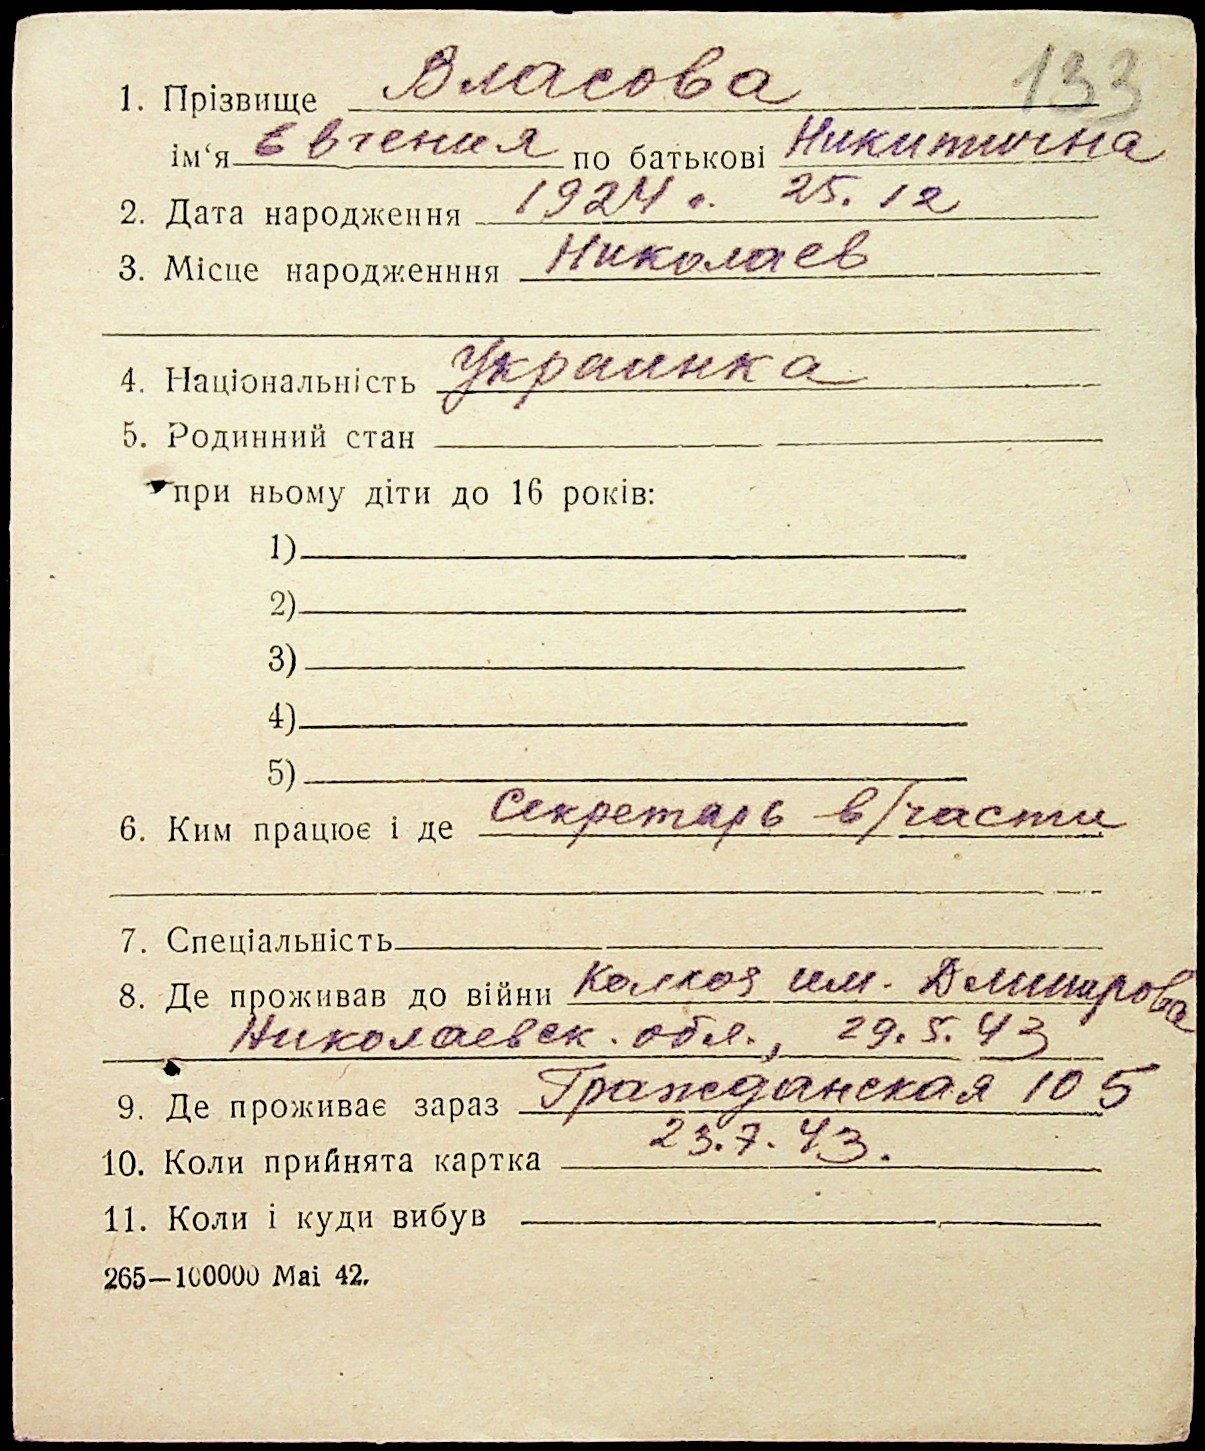 133
1. Прізвище Власова
ім‘я Евгения по батькові Никитична
2. Дата народження 1924 г. 25.12
3. Місце народженння Николаев
4. Національність Украинка
5. Родинний стан
при ньому діти до 16 років:
1)
2)
3)
4)
5)
6. Ким працює і де Секретарь в/части
7. Спеціальність
8. Де проживав до війни Колхоз им. Димитрова
Николаевск. обл., 29.5.43
9. Де проживає зараз Гражданская 105
10. Коли прийнята картка 23.7.43.
11. Коли і куди вибув
265—100000 Mai 42.